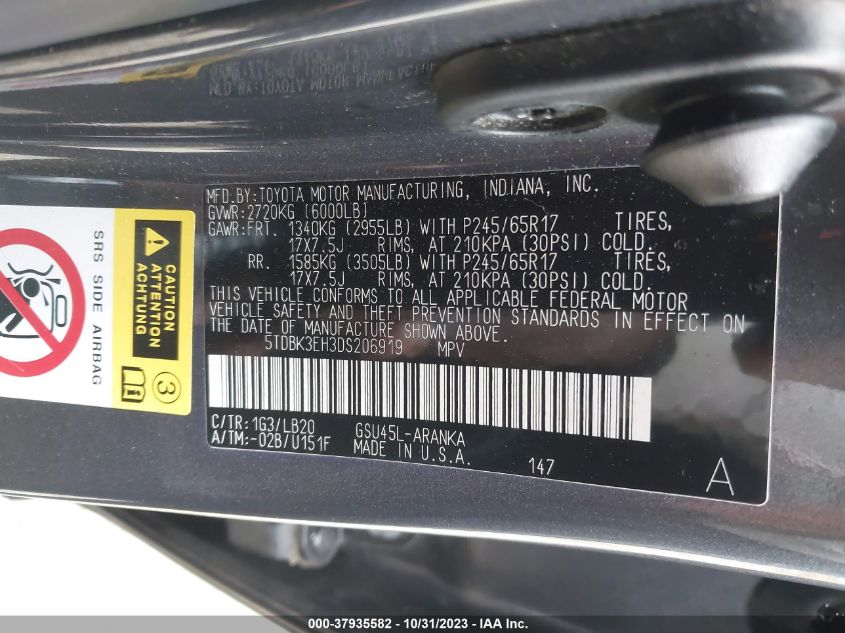 MFD.BY:TOYOTA MOTOR MANUFACTURING, INDIANA, INC.
GVWR:2720KG (6000LB)
GAWR:FRT. 1340KG (2955LB) WITH P245/65R17 TIRES,
17X7.5J RIMS, AT 210KPA (30PSI) COLD.
RR. 1585KG (3505LB) WITH P245/65R17 TIRES,
17X7.5J RIMS, AT 210KPA (30PSI) COLD.
THIS VEHICLE CONFORMS TO ALL APPLICABLE FEDERAL MOTOR
VEHICLE SAFETY AND THEFT PREVENTION STANDARDS IN EFFECT ON
THE DATE OF MANUFACTURE SHOWN ABOVE.
5TDBK3EH3DS206919 MPV
C/TR: 1G3/LB20 GSU45L-ARANKA
A/TM:-02B/U151F MADE IN U.S.A.
147
A
SRS SIDE AIRBAG
CAUTION
ATTENTION
ACHTUNG
3
000-37935582 - 10/31/2023 - IAA Inc.